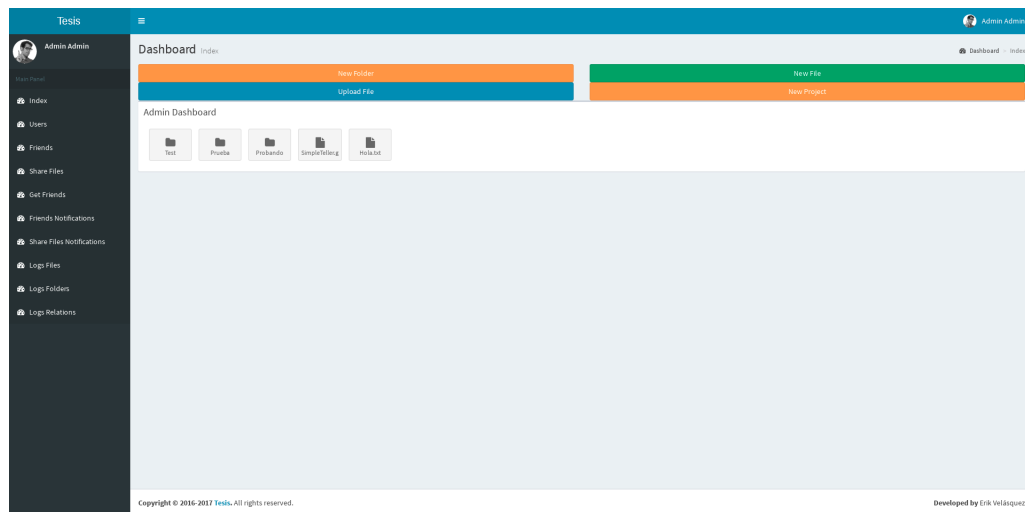 Tesis
Admin Admin
Admin Admin
Main Panel
Index
Users
Friends
Share Files
Get Friends
Friends Notifications
Share Files Notifications
Logs Files
Logs Folders
Logs Relations
Dashboard Index
Dashboard > Index
New Folder
New File
Upload File
New Project
Admin Dashboard
Test
Prueba
Probando
SimpleTeller.g
Hola.txt
Copyright © 2016-2017 Tesis. All rights reserved.
Developed by Erik Velásquez